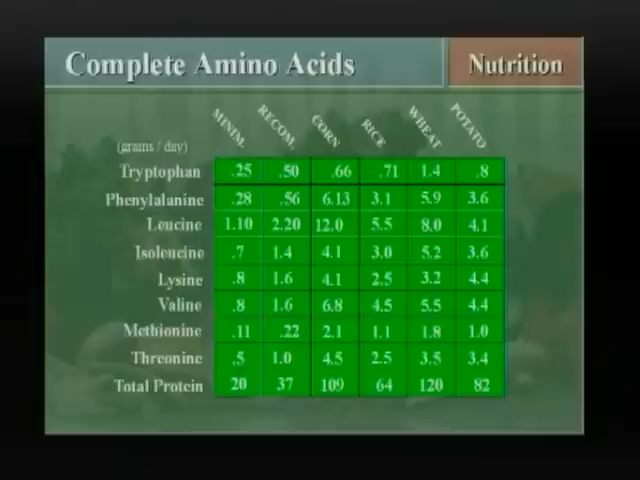 Complete Amino Acids
Nutrition
MINIM. RECOM. CORN RICE WHEAT POTATO
(grams / day)
Tryptophan .25 .50 .66 .71 1.4 .8
Phenylalanine .28 .56 6.13 3.1 5.9 3.6
Leucine 1.10 2.20 12.0 5.5 8.0 4.1
Isoleucine .7 1.4 4.1 3.0 5.2 3.6
Lysine .8 1.6 4.1 2.5 3.2 4.4
Valine .8 1.6 6.8 4.5 5.5 4.4
Methionine .11 .22 2.1 1.1 1.8 1.0
Threonine .5 1.0 4.5 2.5 3.5 3.4
Total Protein 20 37 109 64 120 82